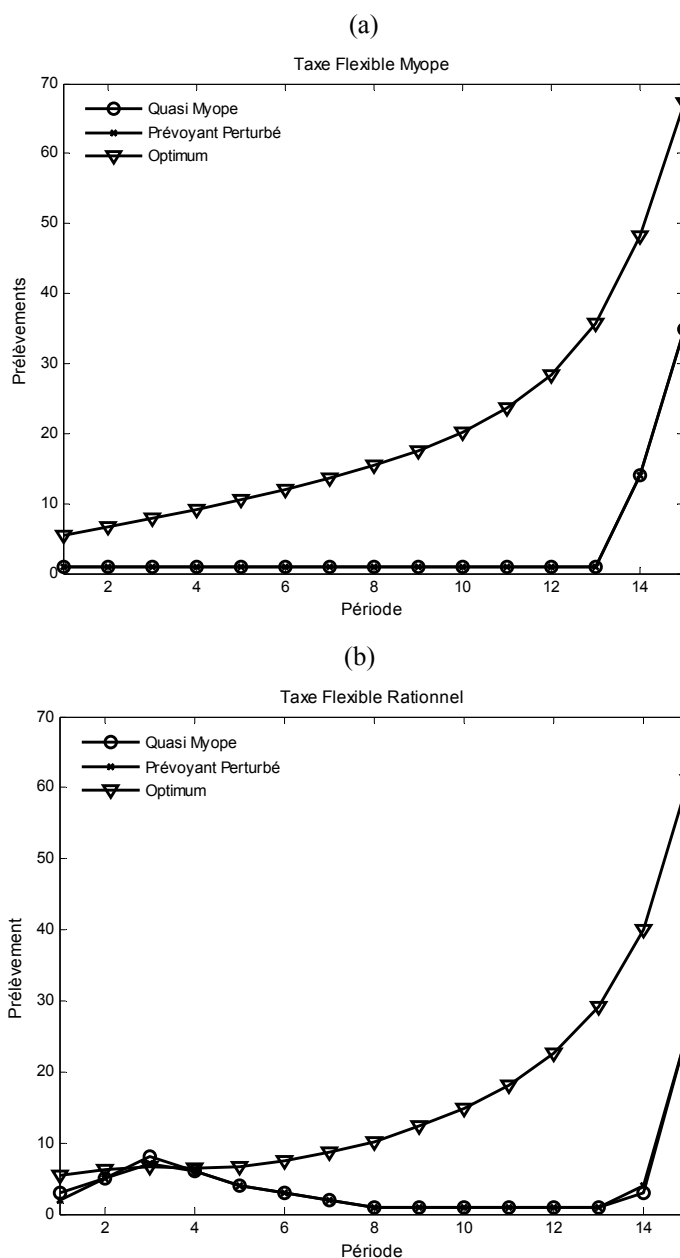 (a)
Taxe Flexible Myope
70
60
50
40
30
20
10
0
Quasi Myope
Prévoyant Perturbé
Optimum
Prélèvements
2 4 6 8 10 12 14
Période
(b)
Taxe Flexible Rationnel
70
60
50
40
30
20
10
0
Quasi Myope
Prévoyant Perturbé
Optimum
Prélèvement
2 4 6 8 10 12 14
Période